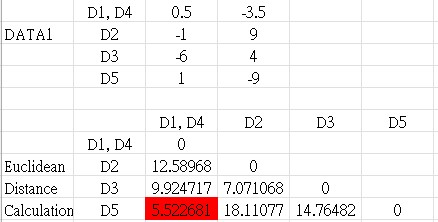 D1, D4 0.5 -3.5
DATA1 D2 -1 9
D3 -6 4
D5 1 -9
D1, D4 D2 D3 D5
D1, D4 0
Euclidean D2 12.58968 0
Distance D3 9.924717 7.071068 0
Calculation D5 5.522681 18.11077 14.76482 0